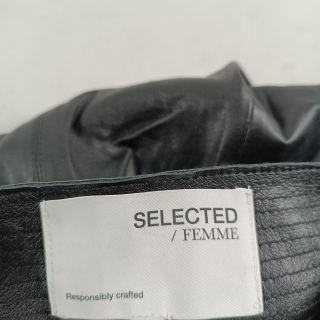 SELECTED
/ FEMME
Responsibly crafted